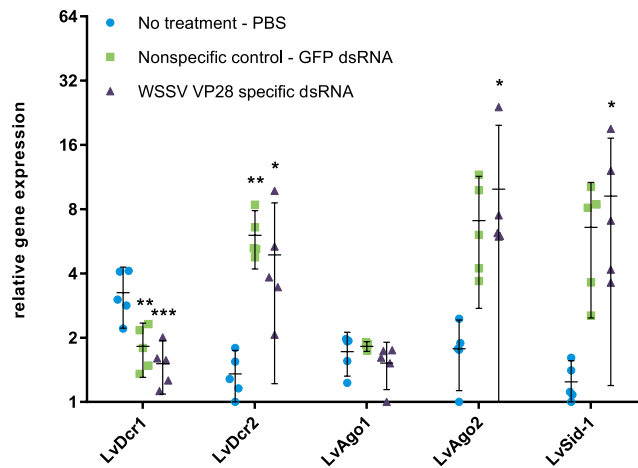 64
No treatment - PBS
Nonspecific control - GFP dsRNA
WSSV VP28 specific dsRNA
32
16
8
4
2
1
relative gene expression
**
***
**
*
*
*
LvDcr1
LvDcr2
LvAgo1
LvAgo2
LvSid-1